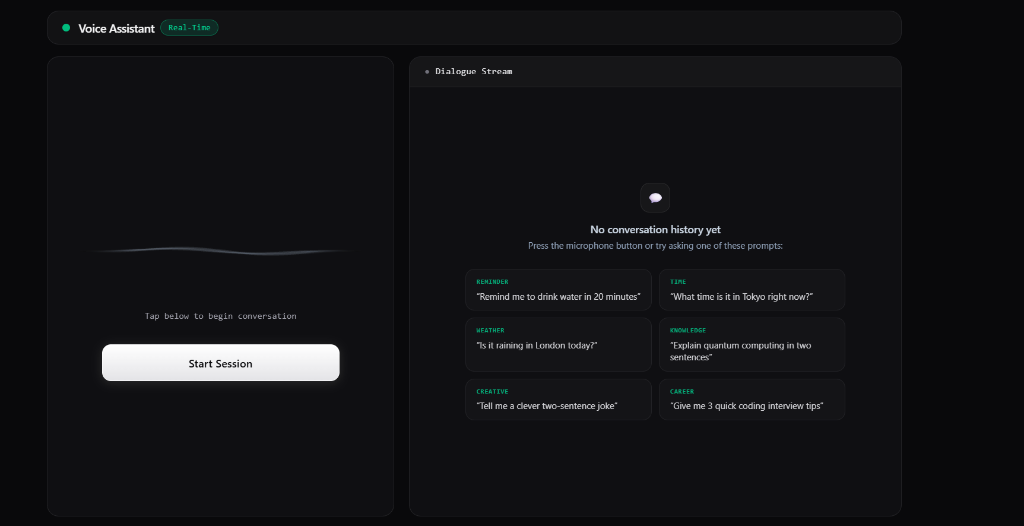 Voice Assistant
Real-Time
Tap below to begin conversation
Start Session
Dialogue Stream
No conversation history yet
Press the microphone button or try asking one of these prompts:
REMINDER
"Remind me to drink water in 20 minutes"
TIME
"What time is it in Tokyo right now?"
WEATHER
"Is it raining in London today?"
KNOWLEDGE
"Explain quantum computing in two
sentences"
CREATIVE
"Tell me a clever two-sentence joke"
CAREER
"Give me 3 quick coding interview tips"